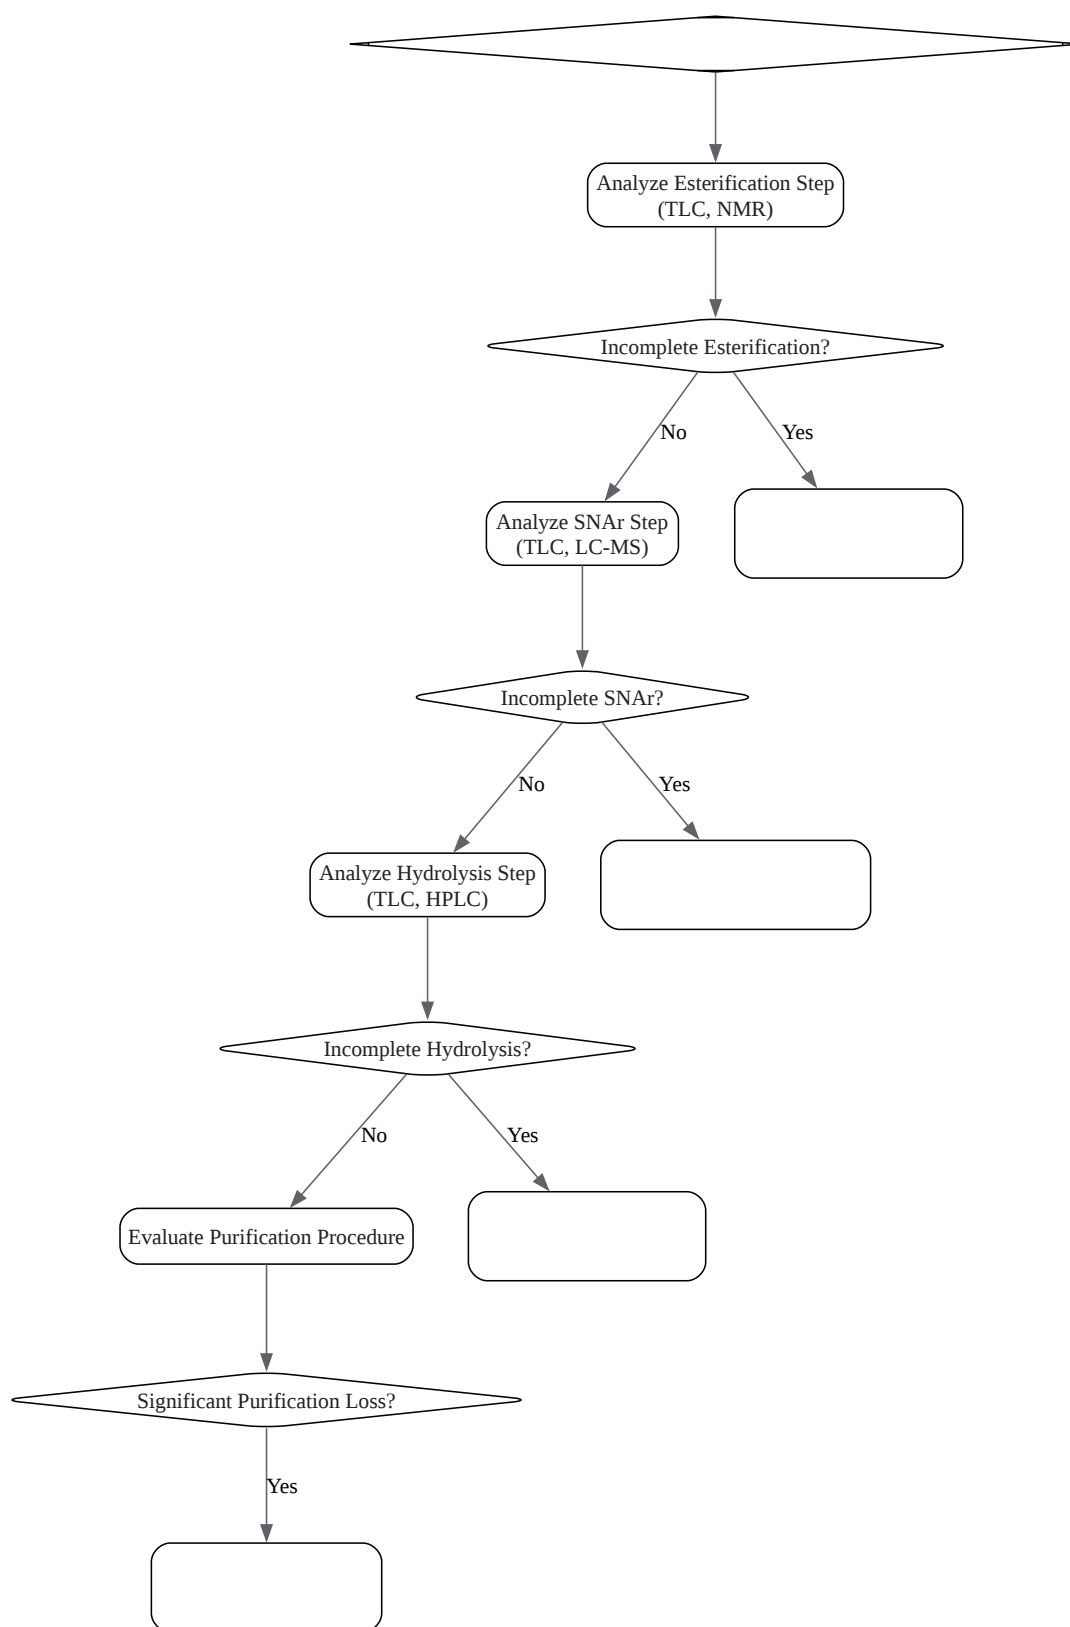 Analyze Esterification Step
(TLC, NMR)
Incomplete Esterification?
No
Yes
Analyze SNAr Step
(TLC, LC-MS)
Incomplete SNAr?
No
Yes
Analyze Hydrolysis Step
(TLC, HPLC)
Incomplete Hydrolysis?
No
Yes
Evaluate Purification Procedure
Significant Purification Loss?
Yes